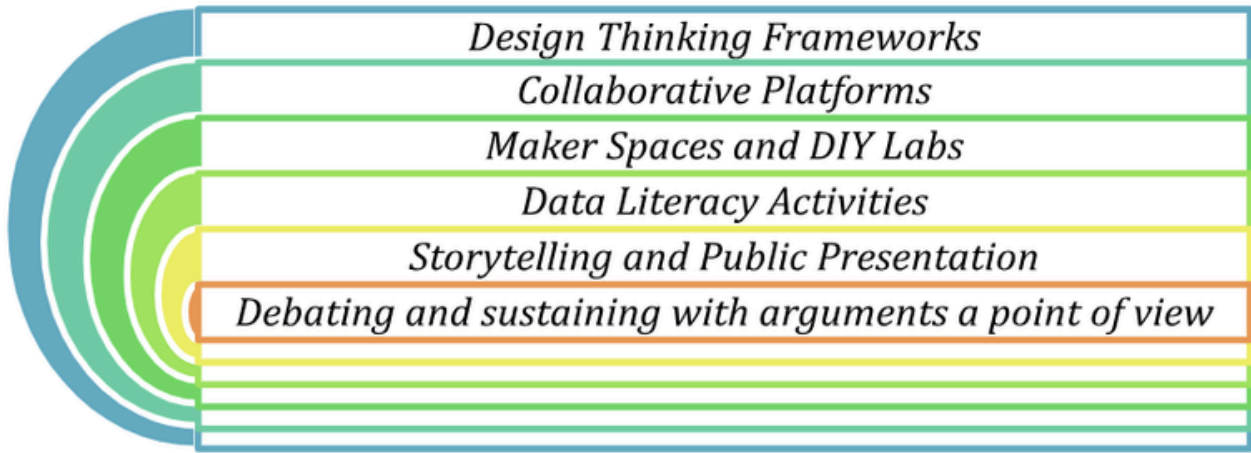 Design Thinking Frameworks
Collaborative Platforms
Maker Spaces and DIY Labs
Data Literacy Activities
Storytelling and Public Presentation
Debating and sustaining with arguments a point of view